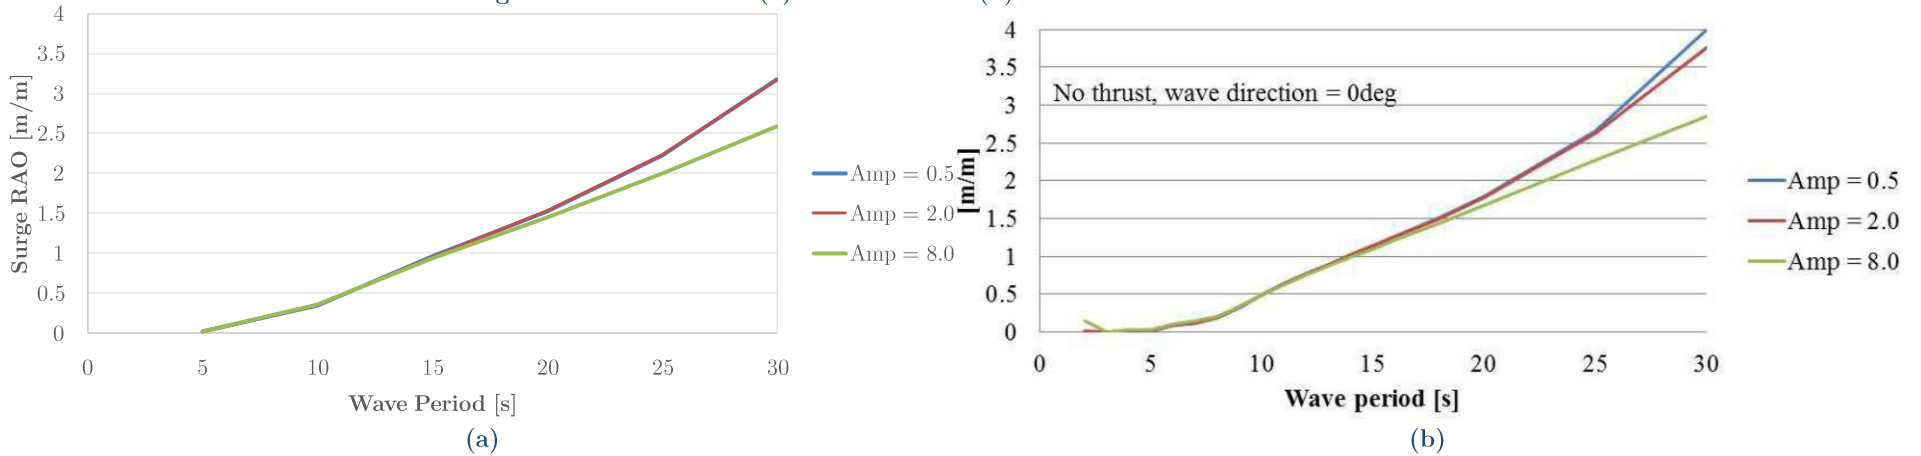 4
3.5
3
2.5
2
1.5
1
0.5
0
0 5 10 15 20 25 30
Surge RAO [m/m]
Wave Period [s]
Amp = 0.5
Amp = 2.0
Amp = 8.0
(a)
4
3.5
3
2.5
2
1.5
1
0.5
0
0 5 10 15 20 25 30
No thrust, wave direction = 0deg
[m/m]
Wave period [s]
Amp = 0.5
Amp = 2.0
Amp = 8.0
(b)